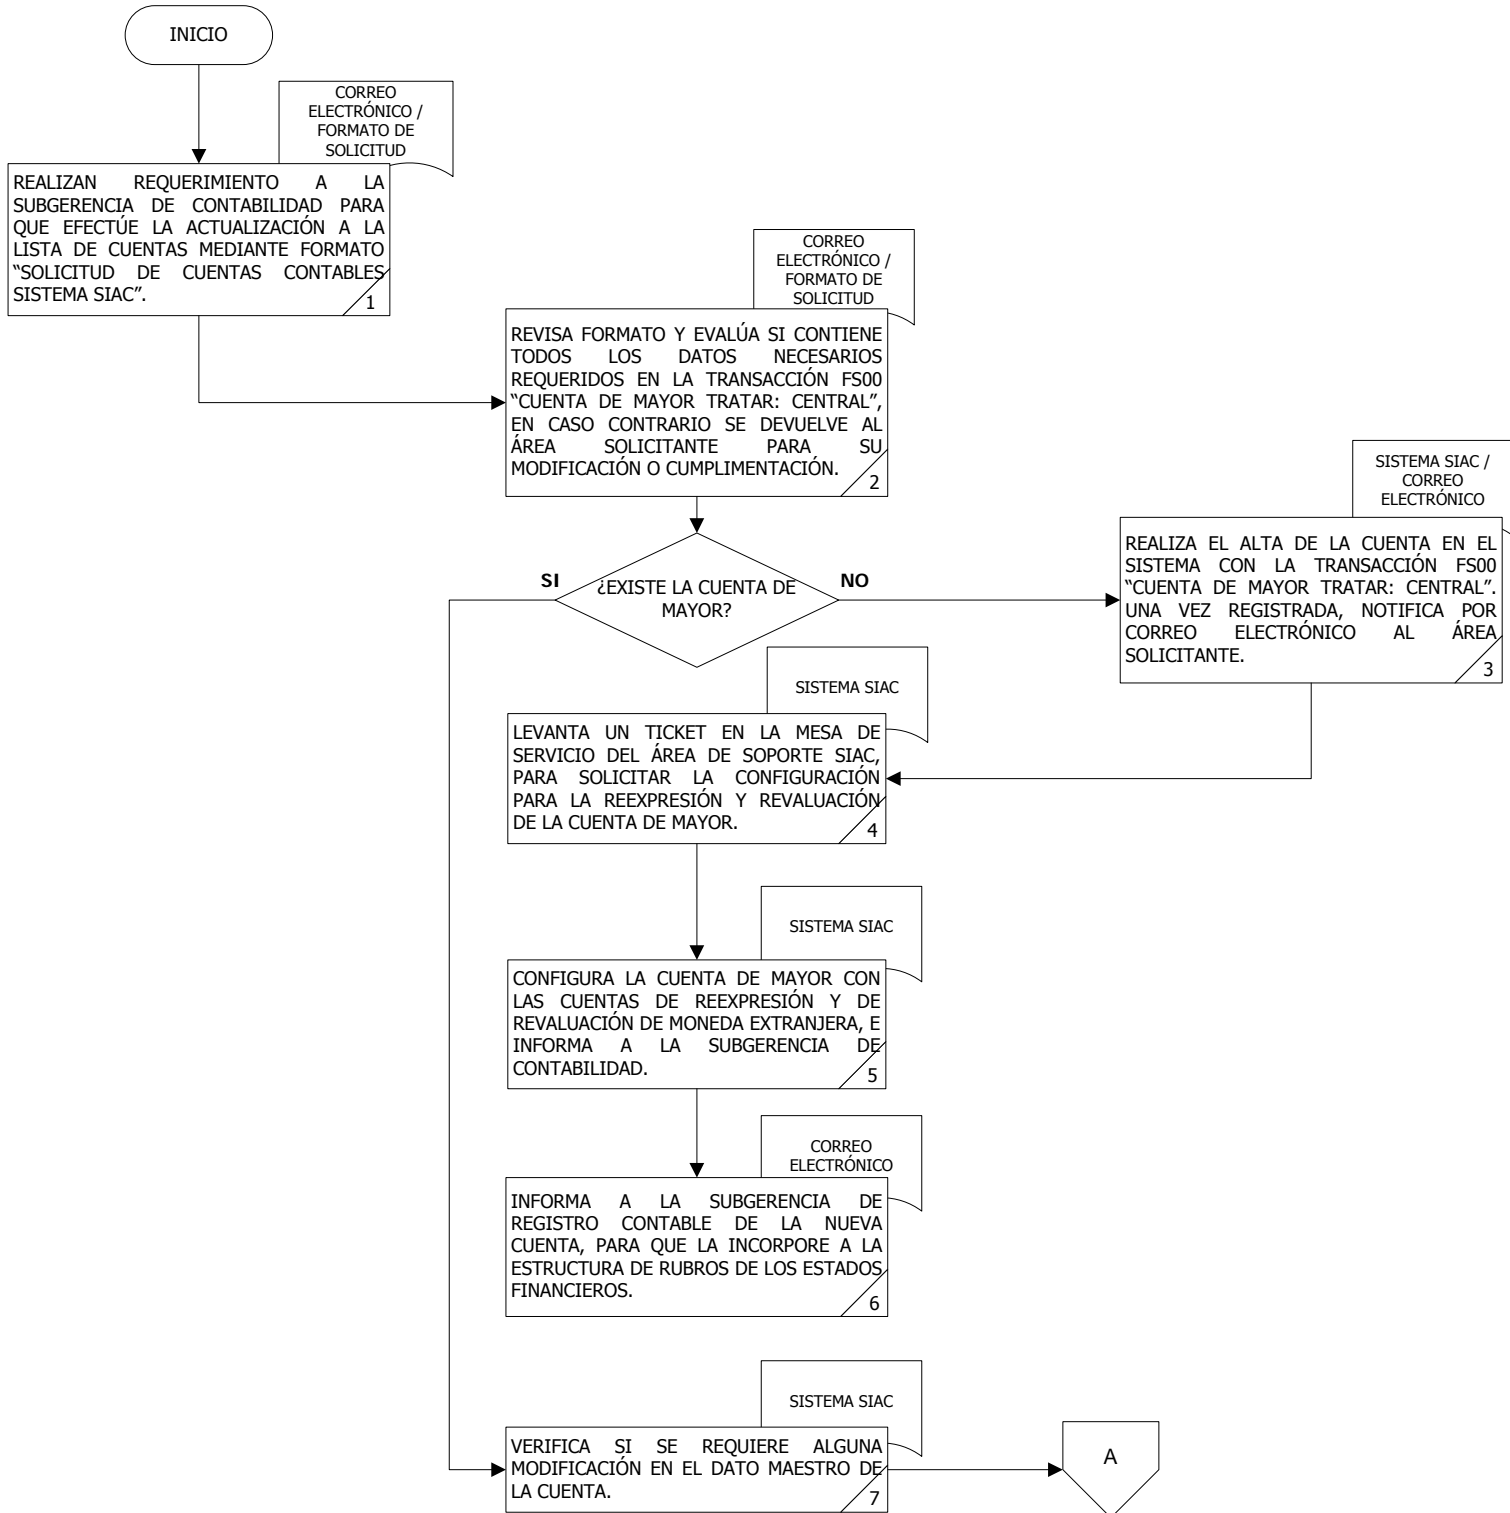 INICIO
CORREO
ELECTRÓNICO /
FORMATO DE
SOLICITUD
REALIZAN REQUERIMIENTO A LA
SUBGERENCIA DE CONTABILIDAD PARA
QUE EFECTÚE LA ACTUALIZACIÓN A LA
LISTA DE CUENTAS MEDIANTE FORMATO
“SOLICITUD DE CUENTAS CONTABLES
SISTEMA SIAC”.
1
CORREO
ELECTRÓNICO /
FORMATO DE
SOLICITUD
REVISA FORMATO Y EVALÚA SI CONTIENE
TODOS LOS DATOS NECESARIOS
REQUERIDOS EN LA TRANSACCIÓN FS00
“CUENTA DE MAYOR TRATAR: CENTRAL”,
EN CASO CONTRARIO SE DEVUELVE AL
ÁREA SOLICITANTE PARA SU
MODIFICACIÓN O CUMPLIMENTACIÓN.
2
SI
¿EXISTE LA CUENTA DE
MAYOR?
NO
SISTEMA SIAC /
CORREO
ELECTRÓNICO
REALIZA EL ALTA DE LA CUENTA EN EL
SISTEMA CON LA TRANSACCIÓN FS00
“CUENTA DE MAYOR TRATAR: CENTRAL”.
UNA VEZ REGISTRADA, NOTIFICA POR
CORREO ELECTRÓNICO AL ÁREA
SOLICITANTE.
3
SISTEMA SIAC
LEVANTA UN TICKET EN LA MESA DE
SERVICIO DEL ÁREA DE SOPORTE SIAC,
PARA SOLICITAR LA CONFIGURACIÓN
PARA LA REEXPRESIÓN Y REVALUACIÓN
DE LA CUENTA DE MAYOR.
4
SISTEMA SIAC
CONFIGURA LA CUENTA DE MAYOR CON
LAS CUENTAS DE REEXPRESIÓN Y DE
REVALUACIÓN DE MONEDA EXTRANJERA, E
INFORMA A LA SUBGERENCIA DE
CONTABILIDAD.
5
CORREO
ELECTRÓNICO
INFORMA A LA SUBGERENCIA DE
REGISTRO CONTABLE DE LA NUEVA
CUENTA, PARA QUE LA INCORPORE A LA
ESTRUCTURA DE RUBROS DE LOS ESTADOS
FINANCIEROS.
6
SISTEMA SIAC
VERIFICA SI SE REQUIERE ALGUNA
MODIFICACIÓN EN EL DATO MAESTRO DE
LA CUENTA.
7
A